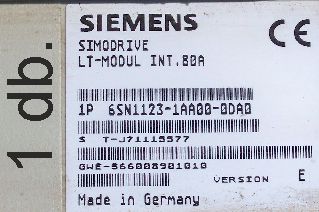 1 db.
SIEMENS
SIMODRIVE
LT-MODUL INT.80A
1P 6SN1123-1AA00-0DA0
S T-J71115577
GWE-566008901010
VERSION E
Made in Germany
CE